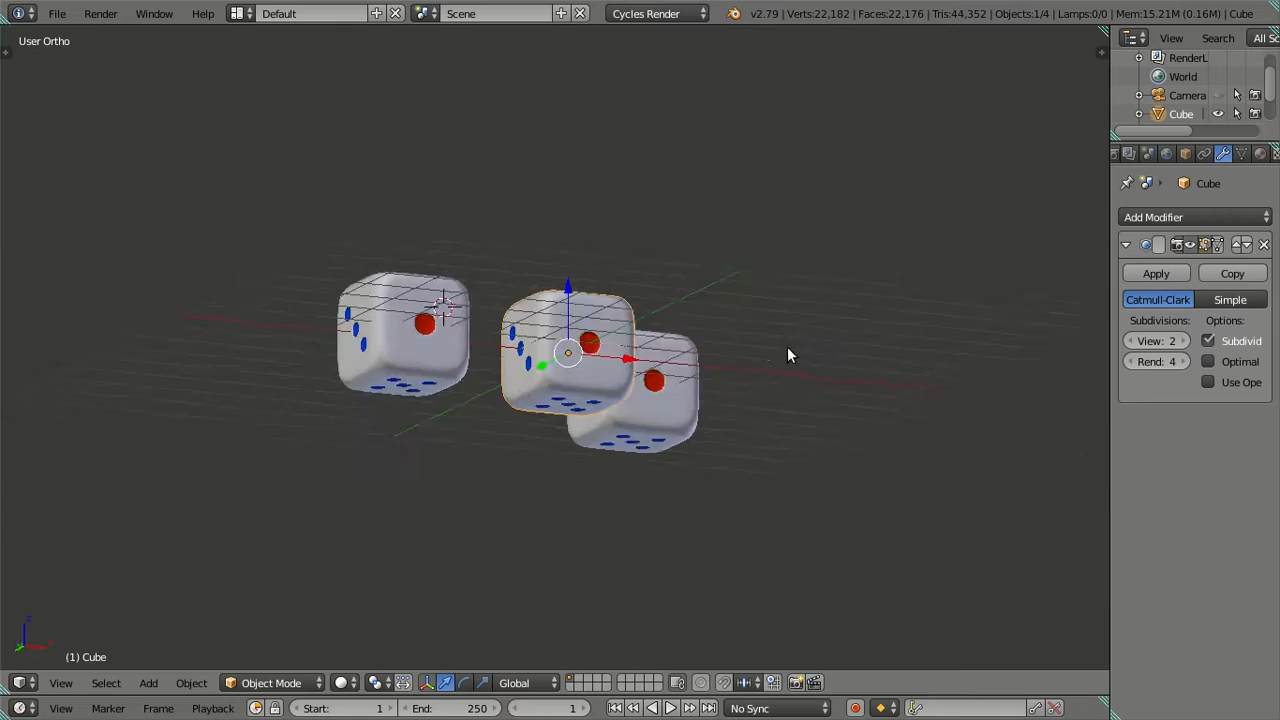 File Render Window Help Default Scene Cycles Render v2.79 | Verts:22,182 | Faces:22,176 | Tris:44,352 | Objects:1/4 | Lamps:0/0 | Mem:15.21M (0.16M) | Cube
User Ortho
View Search All Sc
RenderL
World
Camera
Cube
Cube
Add Modifier
Apply Copy
Catmull-Clark Simple
Subdivisions: Options:
View: 2 Subdivid
Rend: 4 Optimal
Use Ope
z
x
y
(1) Cube
View Select Add Object Object Mode Global
View Marker Frame Playback Start: 1 End: 250 1 No Sync